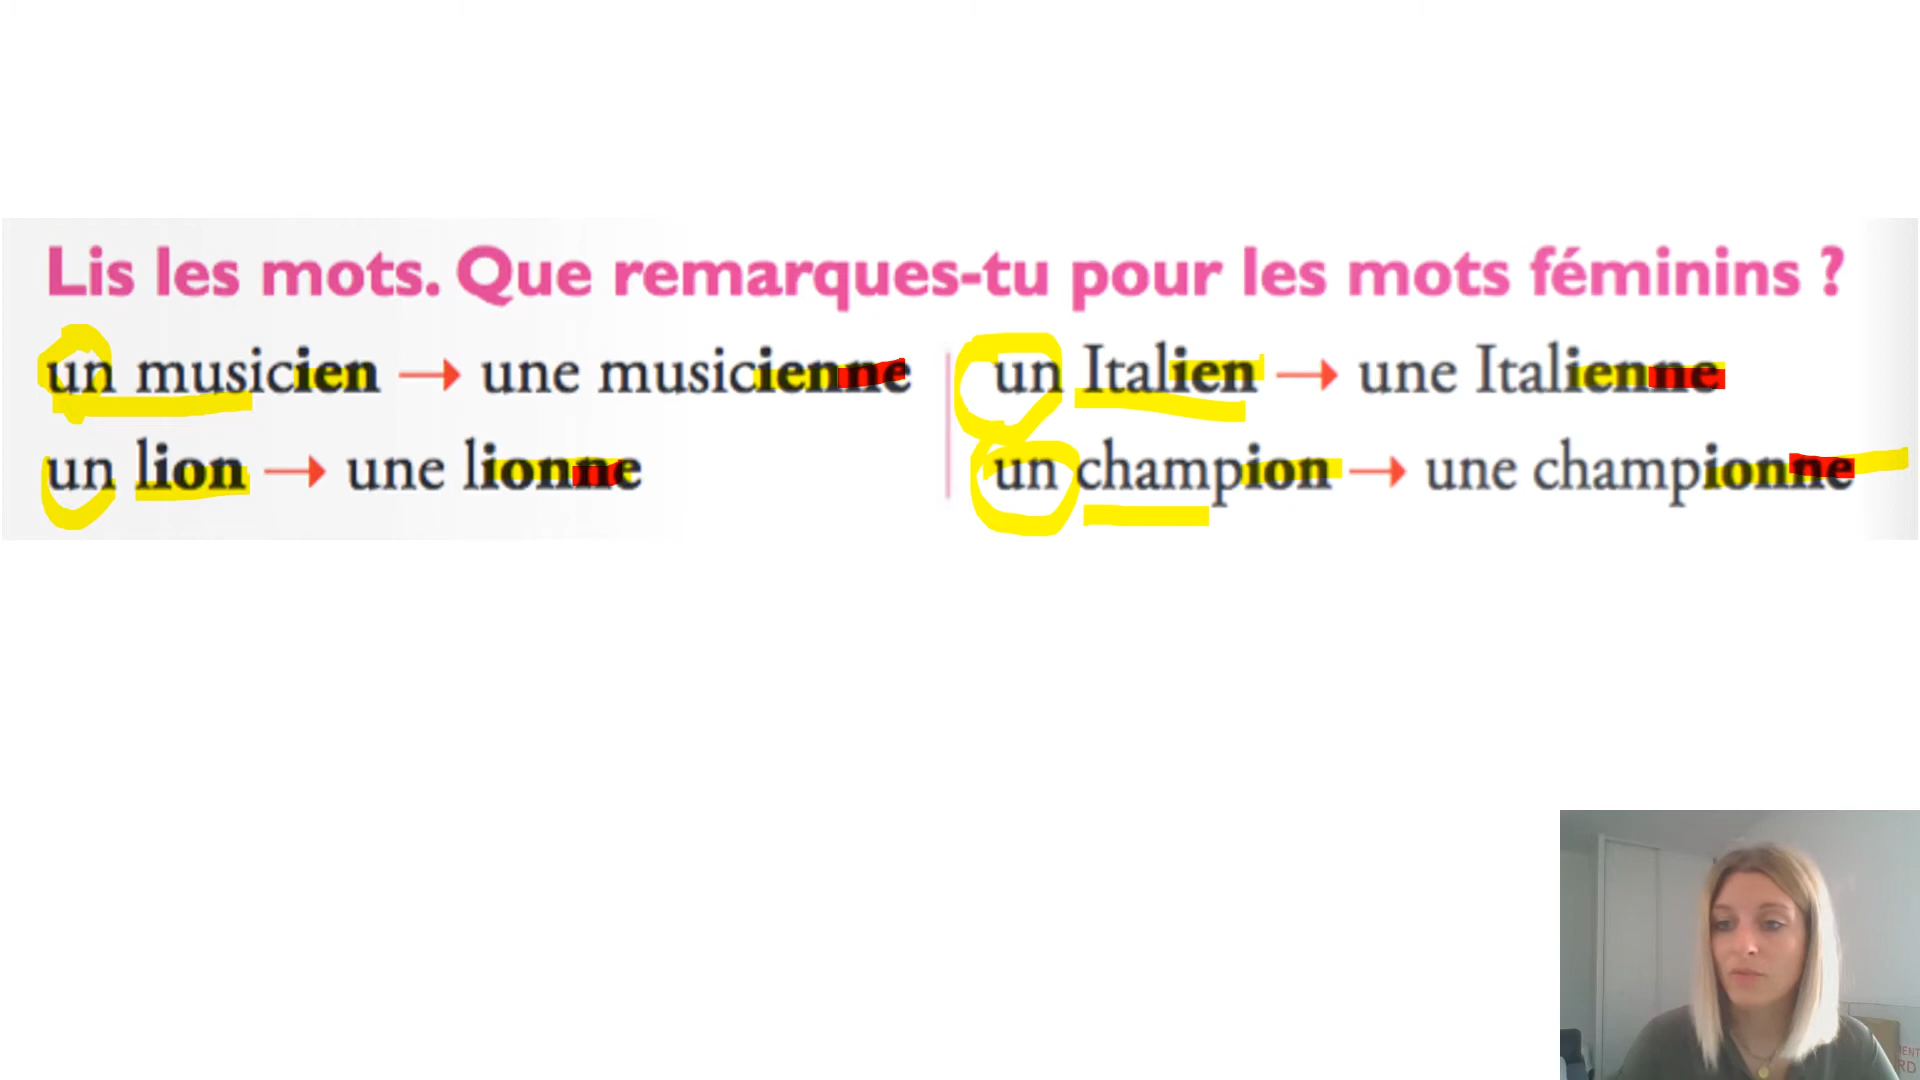 Lis les mots. Que remarques-tu pour les mots féminins ?
un musicien → une musicienne
un lion → une lionne
un Italien → une Italienne
un champion → une championne